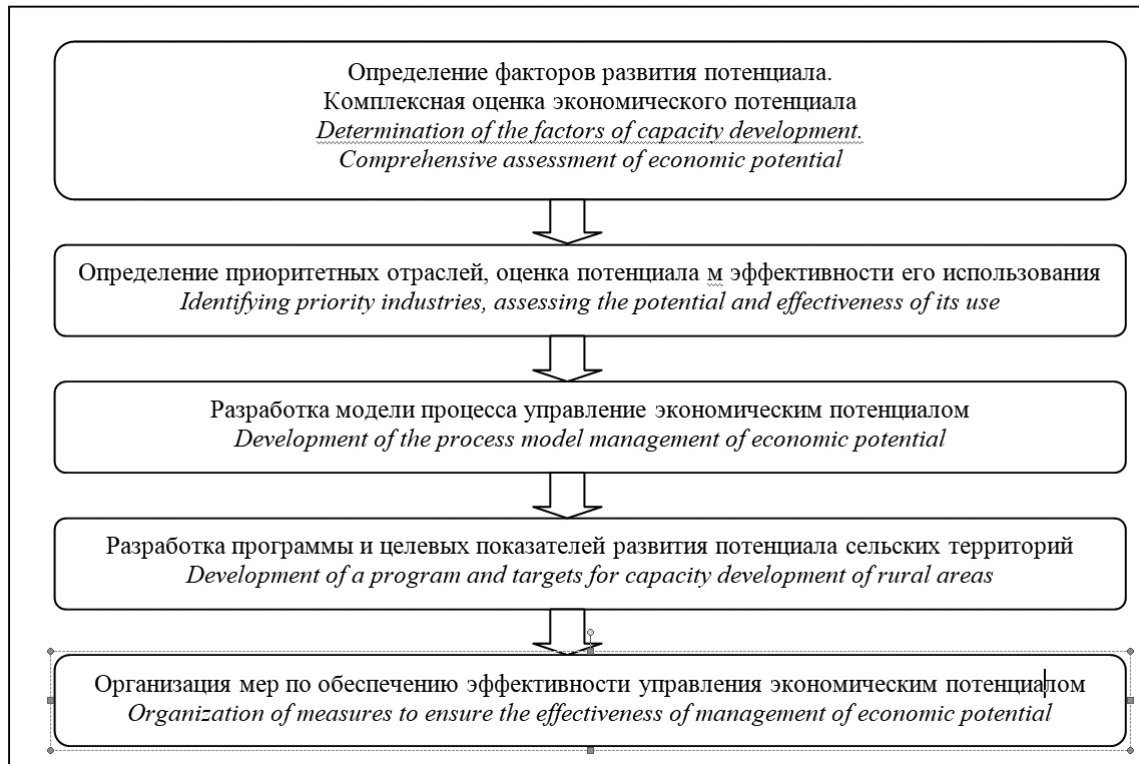 Определение факторов развития потенциала.
Комплексная оценка экономического потенциала
Determination of the factors of capacity development.
Comprehensive assessment of economic potential
Определение приоритетных отраслей, оценка потенциала м эффективности его использования
Identifying priority industries, assessing the potential and effectiveness of its use
Разработка модели процесса управление экономическим потенциалом
Development of the process model management of economic potential
Разработка программы и целевых показателей развития потенциала сельских территорий
Development of a program and targets for capacity development of rural areas
Организация мер по обеспечению эффективности управления экономическим потенциалом
Organization of measures to ensure the effectiveness of management of economic potential